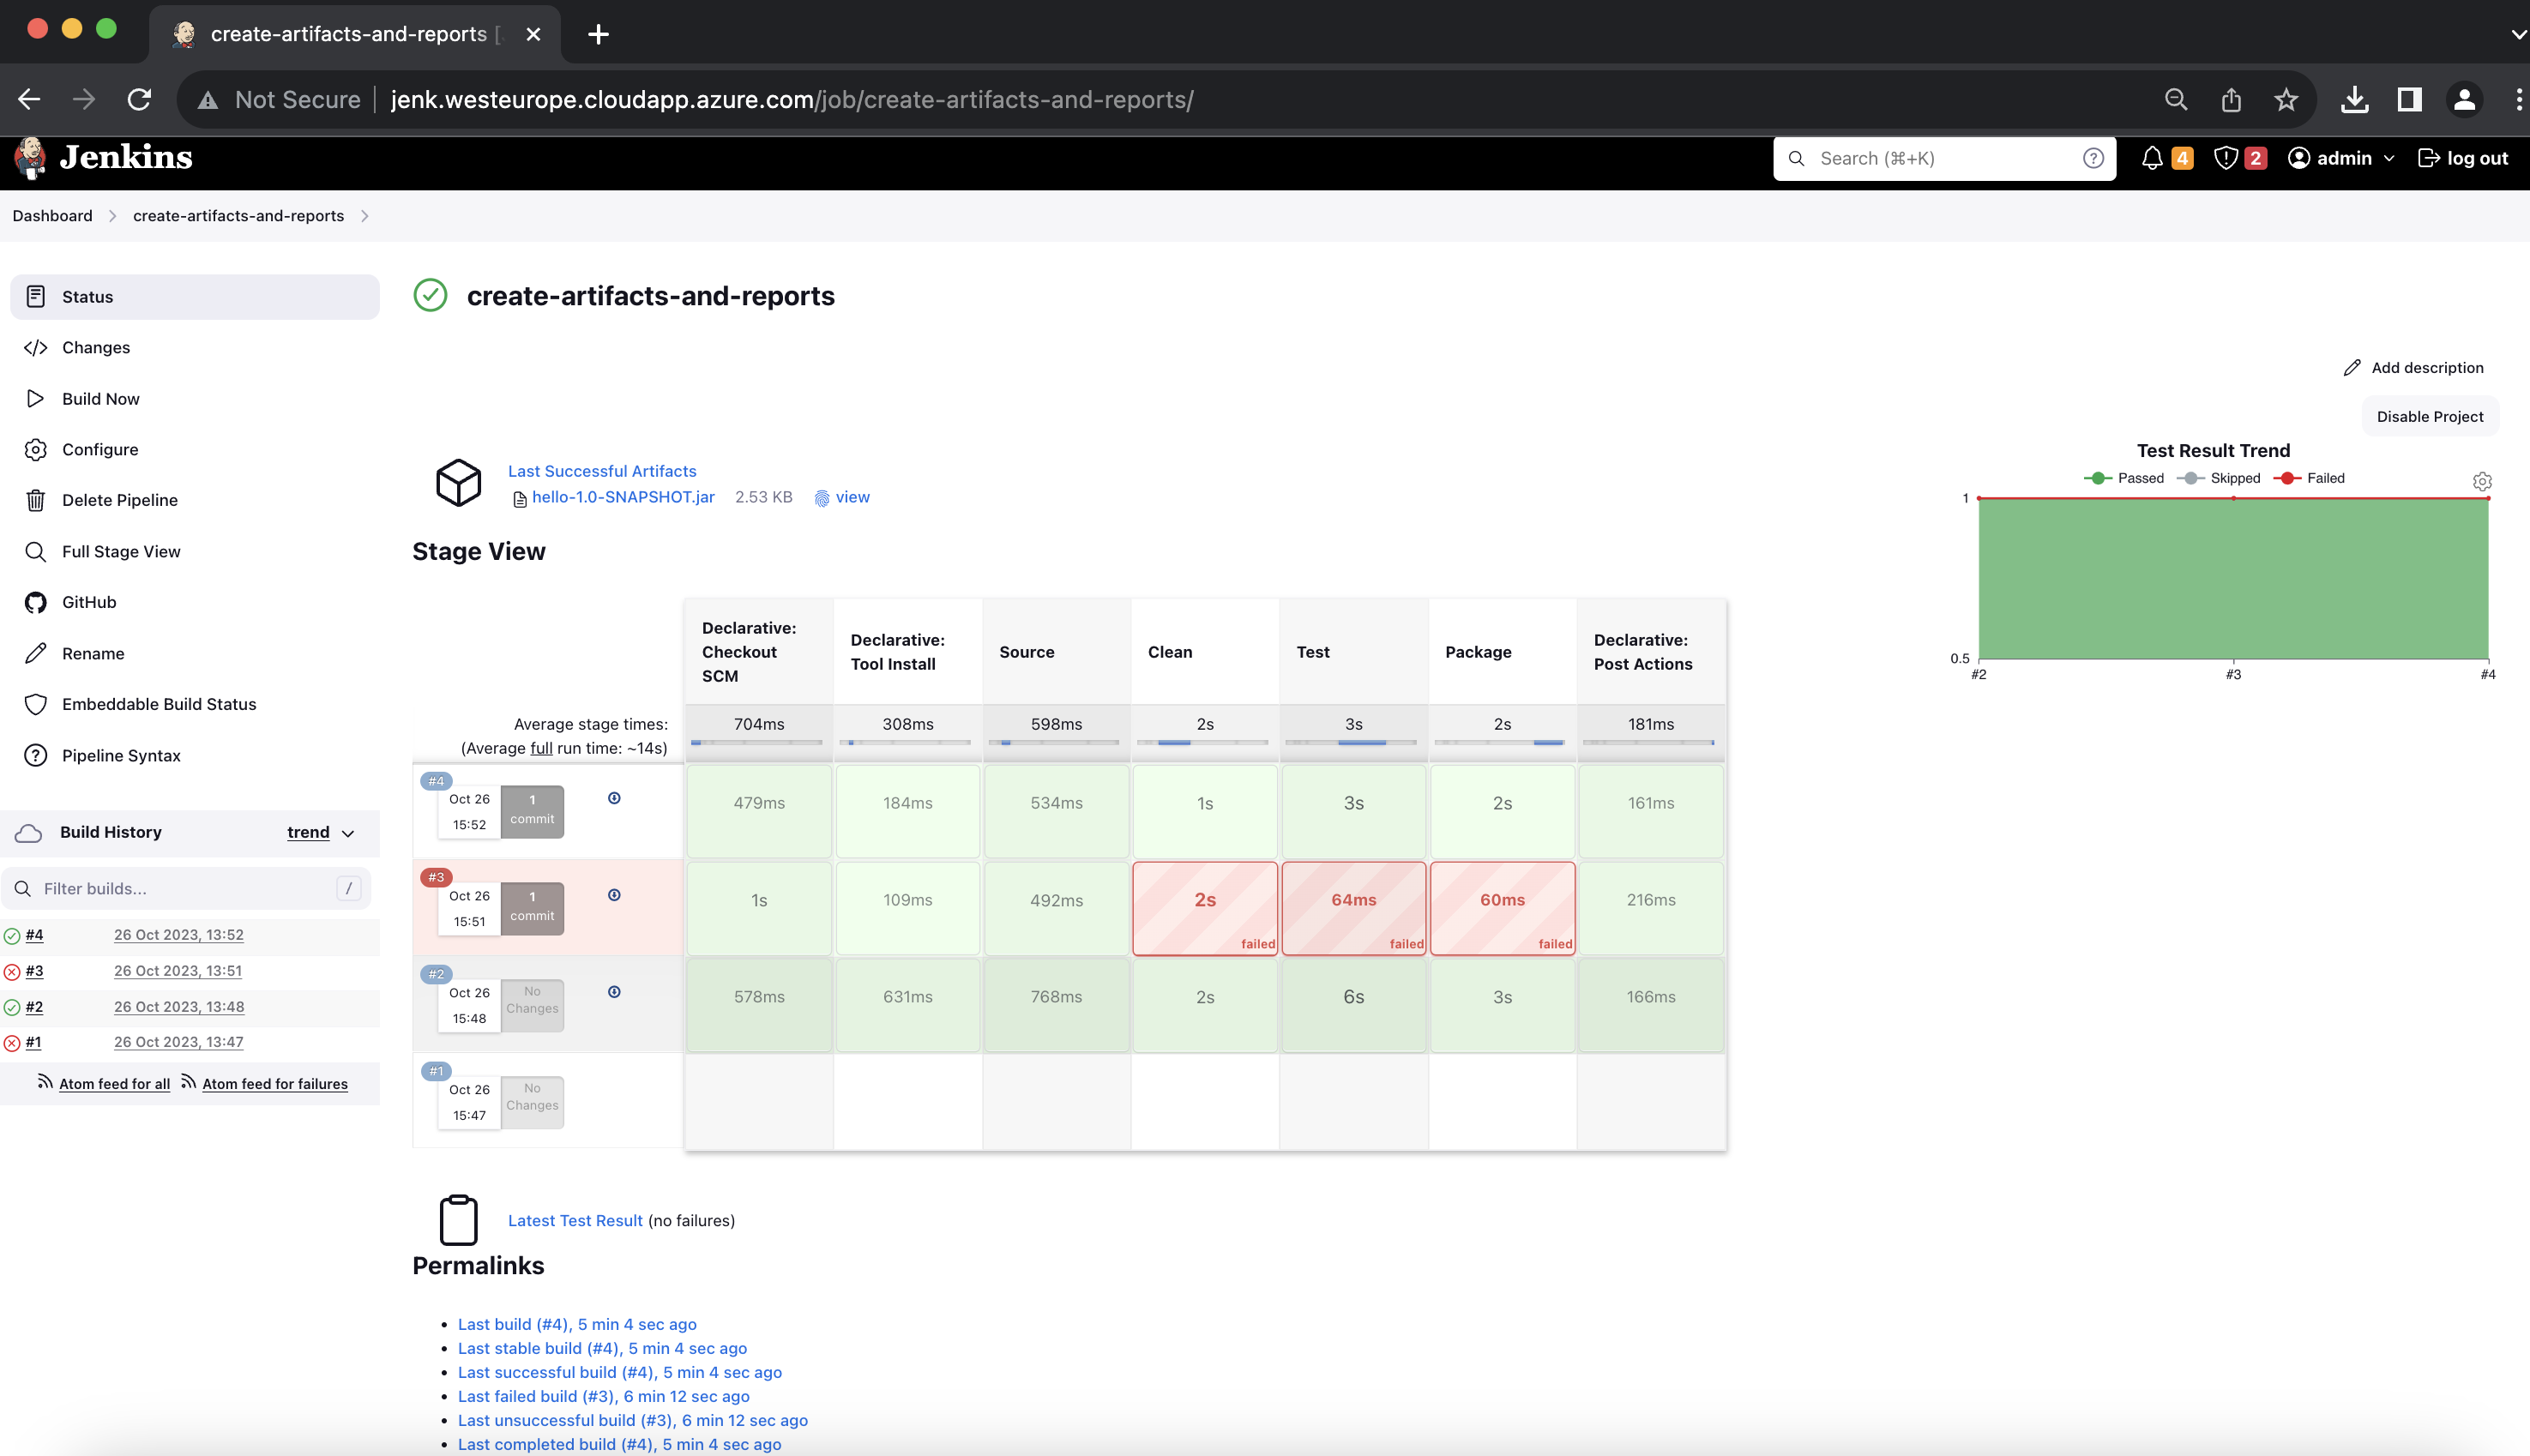 create-artifacts-and-reports [
Not Secure
jenk.westeurope.cloudapp.azure.com/job/create-artifacts-and-reports/
Jenkins
Search (⌘+K)
4
2
admin
log out
Dashboard
create-artifacts-and-reports
Status
Changes
Build Now
Configure
Delete Pipeline
Full Stage View
GitHub
Rename
Embeddable Build Status
Pipeline Syntax
Build History
trend
Filter builds...
/
#4 26 Oct 2023, 13:52
#3 26 Oct 2023, 13:51
#2 26 Oct 2023, 13:48
#1 26 Oct 2023, 13:47
Atom feed for all Atom feed for failures
create-artifacts-and-reports
Add description
Disable Project
Last Successful Artifacts
hello-1.0-SNAPSHOT.jar 2.53 KB view
Test Result Trend
Passed Skipped Failed
1
0.5
#2 #3 #4
Stage View
Declarative:
Checkout
SCM
Declarative:
Tool Install
Source
Clean
Test
Package
Declarative:
Post Actions
Average stage times:
(Average full run time: ~14s)
704ms 308ms 598ms 2s 3s 2s 181ms
#4
Oct 26
15:52
1
commit
479ms 184ms 534ms 1s 3s 2s 161ms
#3
Oct 26
15:51
1
commit
1s 109ms 492ms 2s 64ms 60ms 216ms
failed failed failed
#2
Oct 26
15:48
No
Changes
578ms 631ms 768ms 2s 6s 3s 166ms
#1
Oct 26
15:47
No
Changes
Latest Test Result (no failures)
Permalinks
Last build (#4), 5 min 4 sec ago
Last stable build (#4), 5 min 4 sec ago
Last successful build (#4), 5 min 4 sec ago
Last failed build (#3), 6 min 12 sec ago
Last unsuccessful build (#3), 6 min 12 sec ago
Last completed build (#4), 5 min 4 sec ago